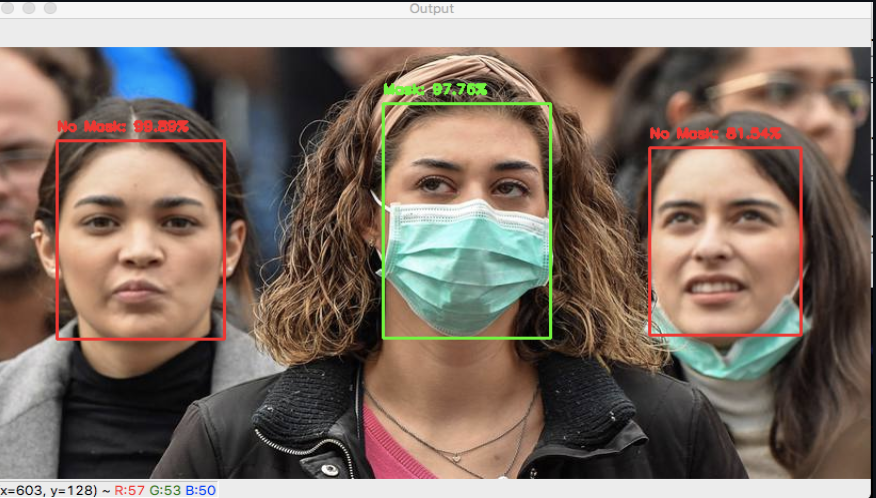 Output
Mask: 97.76%
No Mask: 99.89%
No Mask: 81.54%
x=603, y=128) ~ R:57 G:53 B:50